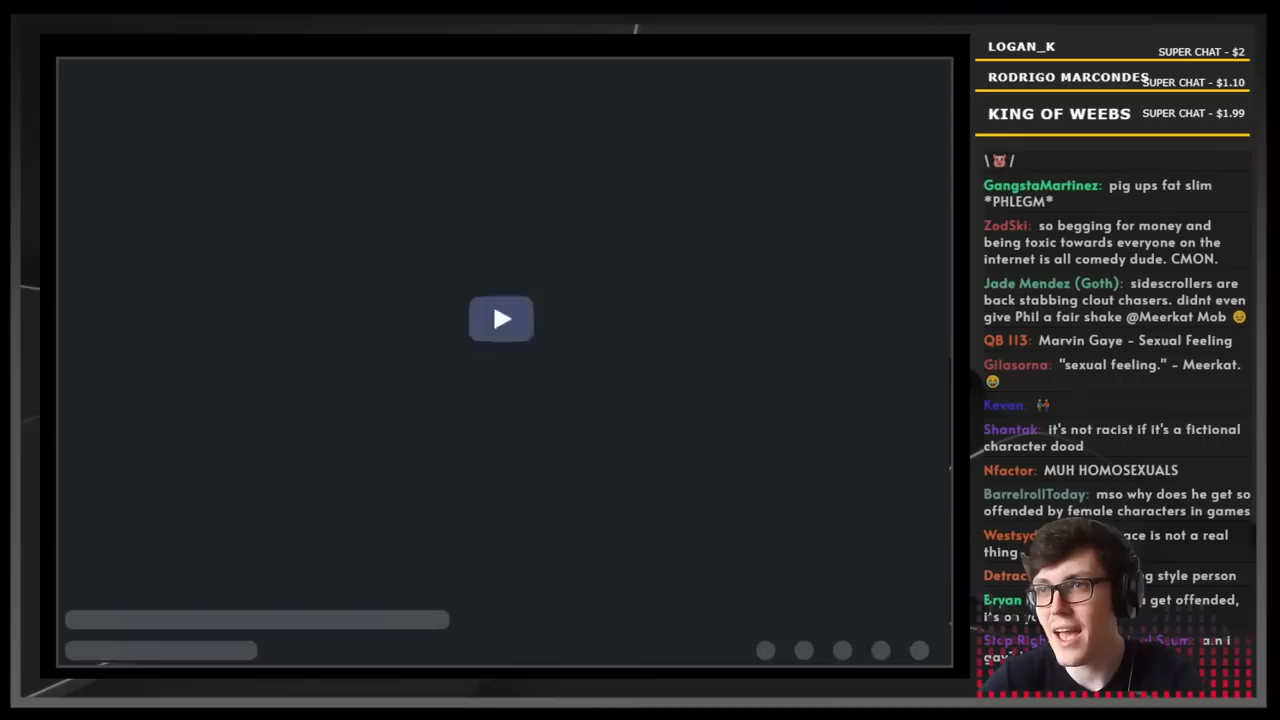 LOGAN_K SUPER CHAT - $2
RODRIGO MARCONDES SUPER CHAT - $1.10
KING OF WEEBS SUPER CHAT - $1.99
\ /
GangstaMartinez: pig ups fat slim
*PHLEGM*
ZodSki: so begging for money and
being toxic towards everyone on the
internet is all comedy dude. CMON.
Jade Mendez (Goth): sidescrollers are
back stabbing clout chasers. didnt even
give Phil a fair shake @Meerkat Mob
QB 113: Marvin Gaye - Sexual Feeling
Gilasorna: "sexual feeling." - Meerkat.
Kevan:
Shantak: it's not racist if it's a fictional
character dood
Nfactor: MUH HOMOSEXUALS
BarrelrollToday: mso why does he get so
offended by female characters in games
is not a real
thing
style person
Bryan get offended,
am i